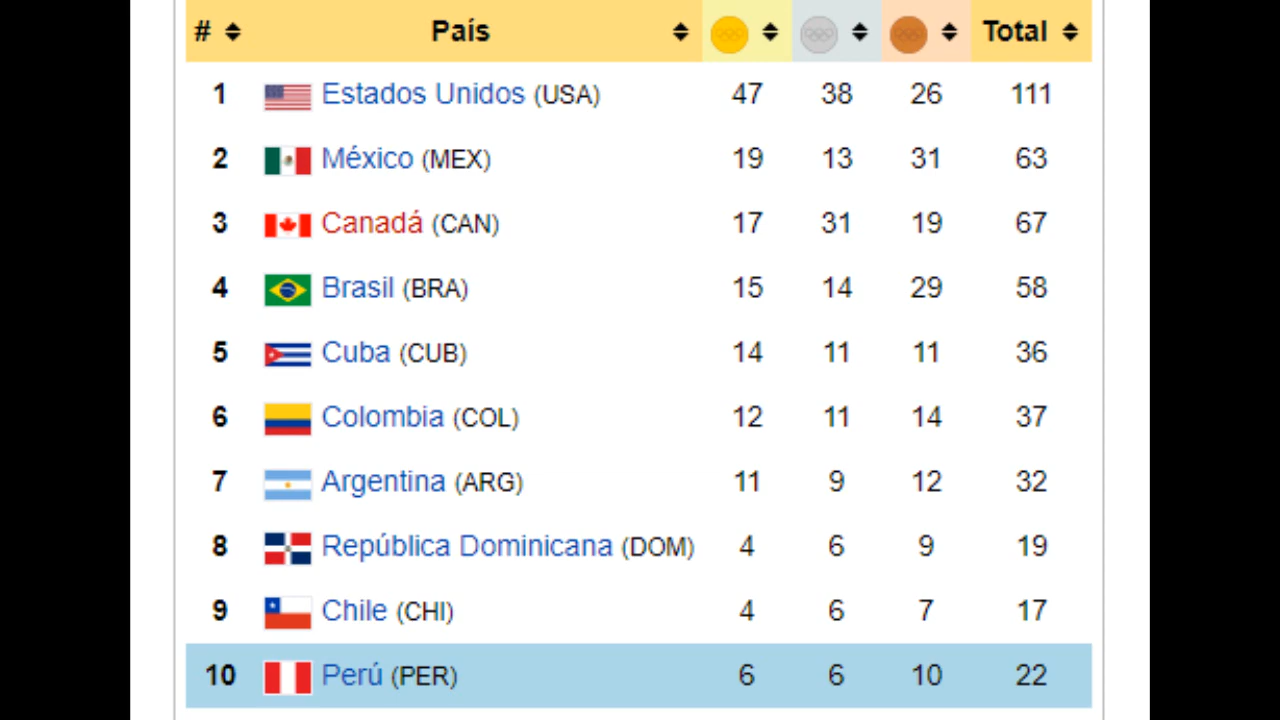 # País Total
1 Estados Unidos (USA) 47 38 26 111
2 México (MEX) 19 13 31 63
3 Canadá (CAN) 17 31 19 67
4 Brasil (BRA) 15 14 29 58
5 Cuba (CUB) 14 11 11 36
6 Colombia (COL) 12 11 14 37
7 Argentina (ARG) 11 9 12 32
8 República Dominicana (DOM) 4 6 9 19
9 Chile (CHI) 4 6 7 17
10 Perú (PER) 6 6 10 22